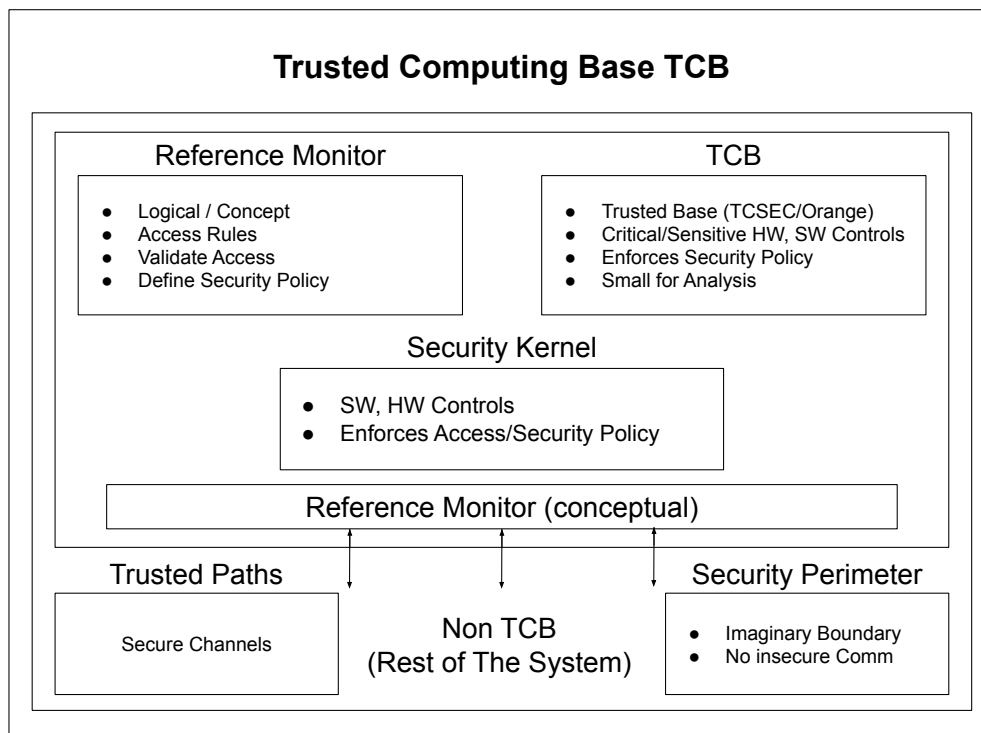 Trusted Computing Base TCB
Reference Monitor
● Logical / Concept
● Access Rules
● Validate Access
● Define Security Policy
TCB
● Trusted Base (TCSEC/Orange)
● Critical/Sensitive HW, SW Controls
● Enforces Security Policy
● Small for Analysis
Security Kernel
● SW, HW Controls
● Enforces Access/Security Policy
Reference Monitor (conceptual)
Trusted Paths
Secure Channels
Non TCB
(Rest of The System)
Security Perimeter
● Imaginary Boundary
● No insecure Comm